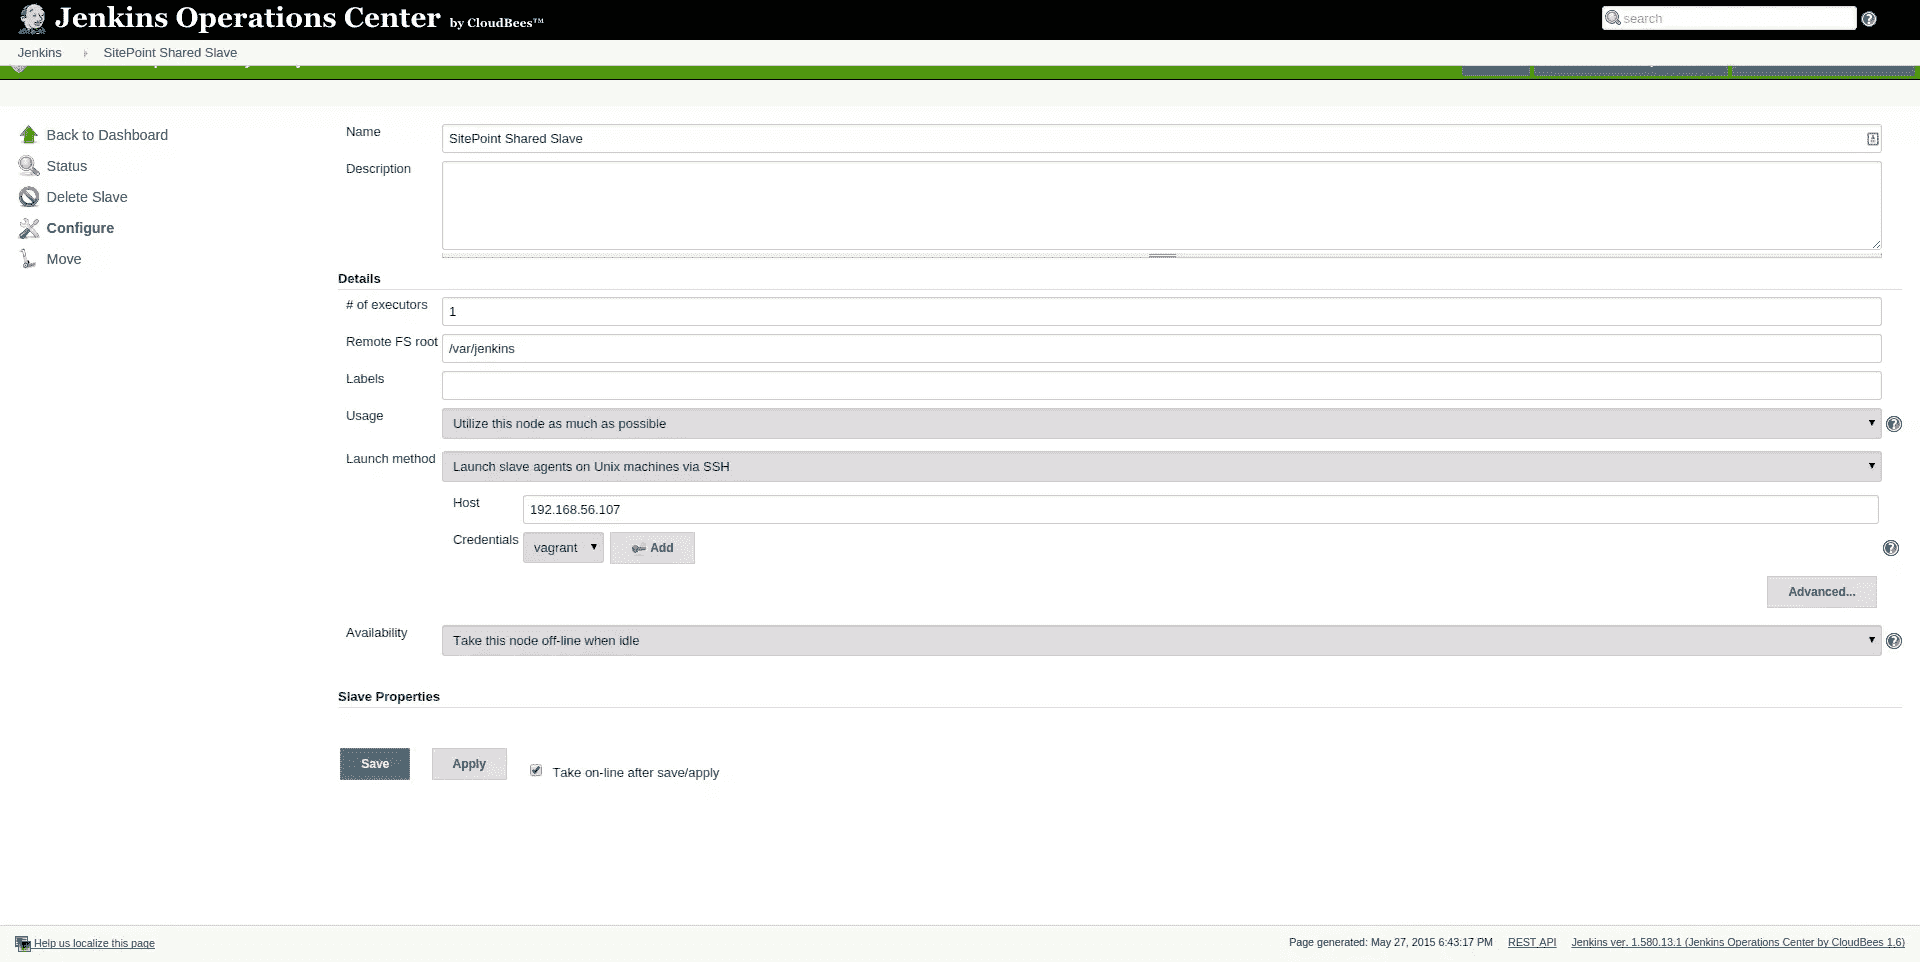 Jenkins Operations Center by CloudBees™
search
Jenkins SitePoint Shared Slave
Back to Dashboard
Status
Delete Slave
Configure
Move
Name SitePoint Shared Slave
Description
Details
# of executors 1
Remote FS root /var/jenkins
Labels
Usage Utilize this node as much as possible
Launch method Launch slave agents on Unix machines via SSH
Host 192.168.56.107
Credentials vagrant Add
Advanced...
Availability Take this node off-line when idle
Slave Properties
Save Apply Take on-line after save/apply
Help us localize this page
Page generated: May 27, 2015 6:43:17 PM REST API Jenkins ver. 1.580.13.1 (Jenkins Operations Center by CloudBees 1.6)